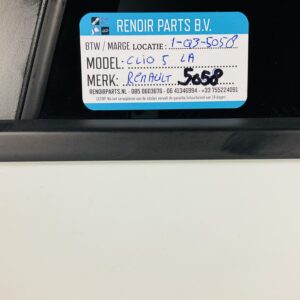 RENOIR PARTS B.V.
BTW / MARGE LOCATIE: 1-Q3-5058
MODEL: CLIO 5 LA
MERK: RENAULT 5058
RENOIRPARTS.NL - 085 0603676 - 06 41346994 - +33 755224091